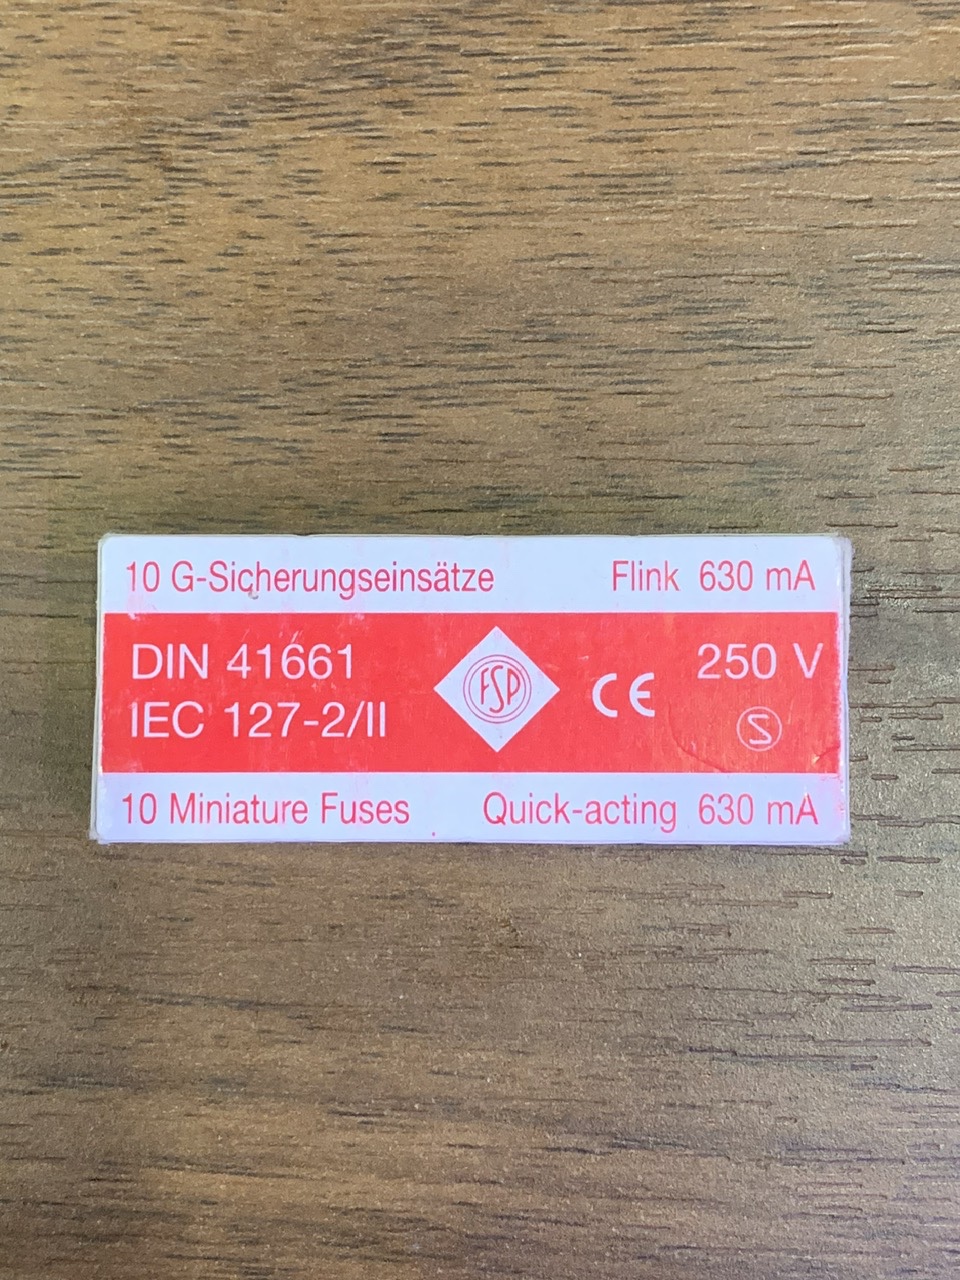 10 G-Sicherungseinsätze Flink 630 mA
DIN 41661
IEC 127-2/II
FSP
CE
250 V
S
10 Miniature Fuses Quick-acting 630 mA